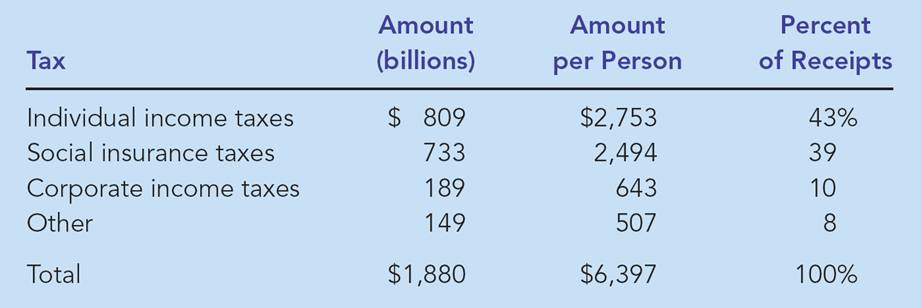 Amount Amount Percent
Tax (billions) per Person of Receipts
Individual income taxes $ 809 $2,753 43%
Social insurance taxes 733 2,494 39
Corporate income taxes 189 643 10
Other 149 507 8
Total $1,880 $6,397 100%